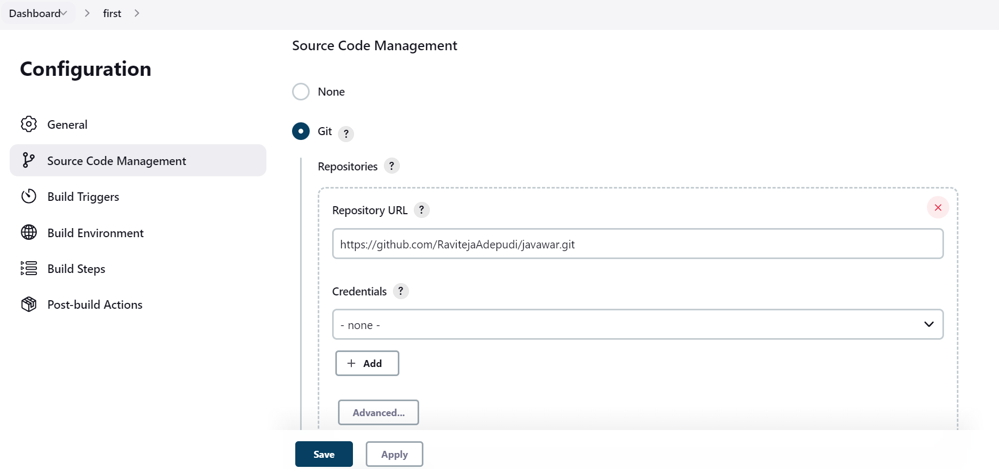 Dashboard
first
Configuration
General
Source Code Management
Build Triggers
Build Environment
Build Steps
Post-build Actions
Source Code Management
None
Git ?
Repositories ?
Repository URL ?
https://github.com/RavitejaAdepudi/javawar.git
Credentials ?
- none -
+ Add
Advanced...
Save
Apply